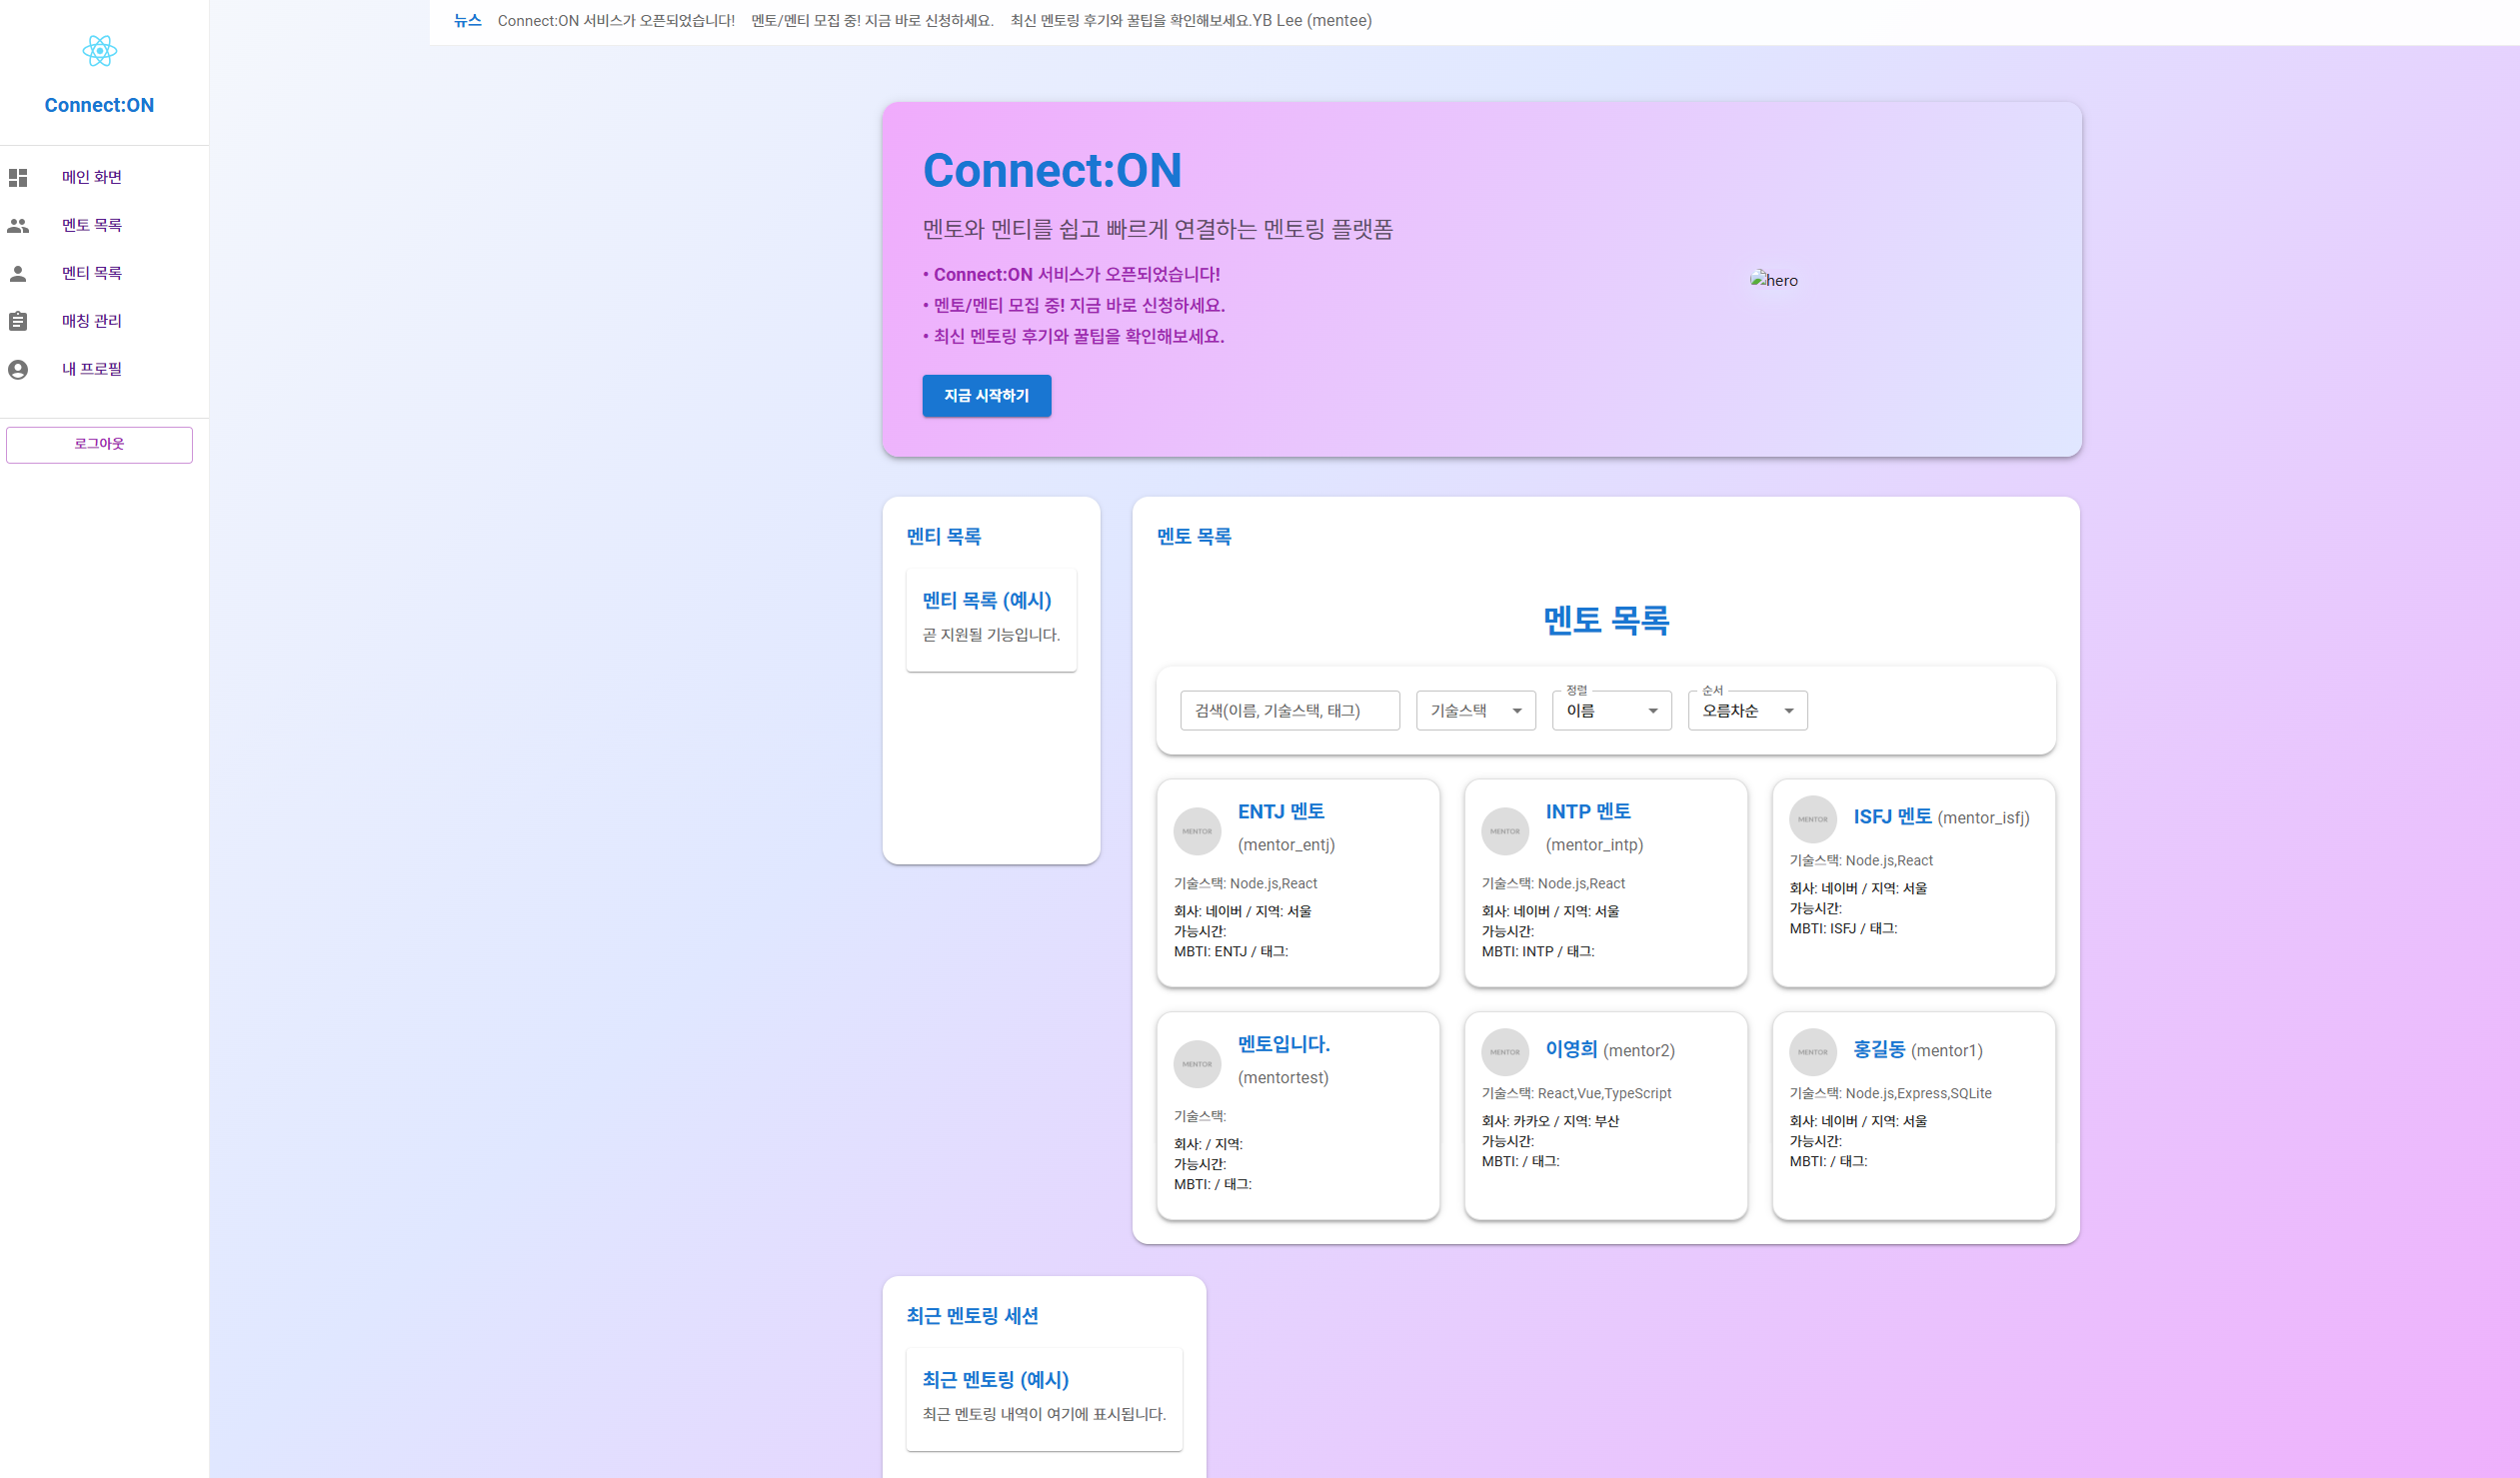 Connect:ON
메인 화면
멘토 목록
멘티 목록
매칭 관리
내 프로필
로그아웃
뉴스 Connect:ON 서비스가 오픈되었습니다! 멘토/멘티 모집 중! 지금 바로 신청하세요. 최신 멘토링 후기와 꿀팁을 확인해보세요.YB Lee (mentee)
Connect:ON
멘토와 멘티를 쉽고 빠르게 연결하는 멘토링 플랫폼
• Connect:ON 서비스가 오픈되었습니다!
• 멘토/멘티 모집 중! 지금 바로 신청하세요.
• 최신 멘토링 후기와 꿀팁을 확인해보세요.
지금 시작하기
hero
멘티 목록
멘티 목록 (예시)
곧 지원될 기능입니다.
멘토 목록
멘토 목록
검색(이름, 기술스택, 태그)
기술스택
정렬
이름
순서
오름차순
MENTOR
ENTJ 멘토
(mentor_entj)
기술스택: Node.js,React
회사: 네이버 / 지역: 서울
가능시간:
MBTI: ENTJ / 태그:
MENTOR
INTP 멘토
(mentor_intp)
기술스택: Node.js,React
회사: 네이버 / 지역: 서울
가능시간:
MBTI: INTP / 태그:
MENTOR
ISFJ 멘토 (mentor_isfj)
기술스택: Node.js,React
회사: 네이버 / 지역: 서울
가능시간:
MBTI: ISFJ / 태그:
MENTOR
멘토입니다.
(mentortest)
기술스택:
회사: / 지역:
가능시간:
MBTI: / 태그:
MENTOR
이영희 (mentor2)
기술스택: React,Vue,TypeScript
회사: 카카오 / 지역: 부산
가능시간:
MBTI: / 태그:
MENTOR
홍길동 (mentor1)
기술스택: Node.js,Express,SQLite
회사: 네이버 / 지역: 서울
가능시간:
MBTI: / 태그:
최근 멘토링 세션
최근 멘토링 (예시)
최근 멘토링 내역이 여기에 표시됩니다.